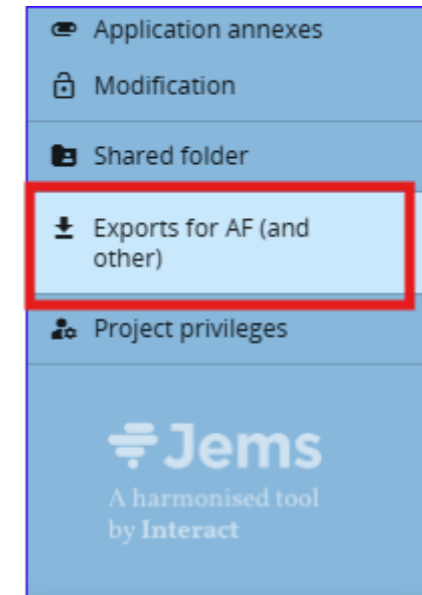 Application annexes
Modification
Shared folder
Exports for AF (and
other)
Project privileges
Jems
A harmonised tool
by Interact